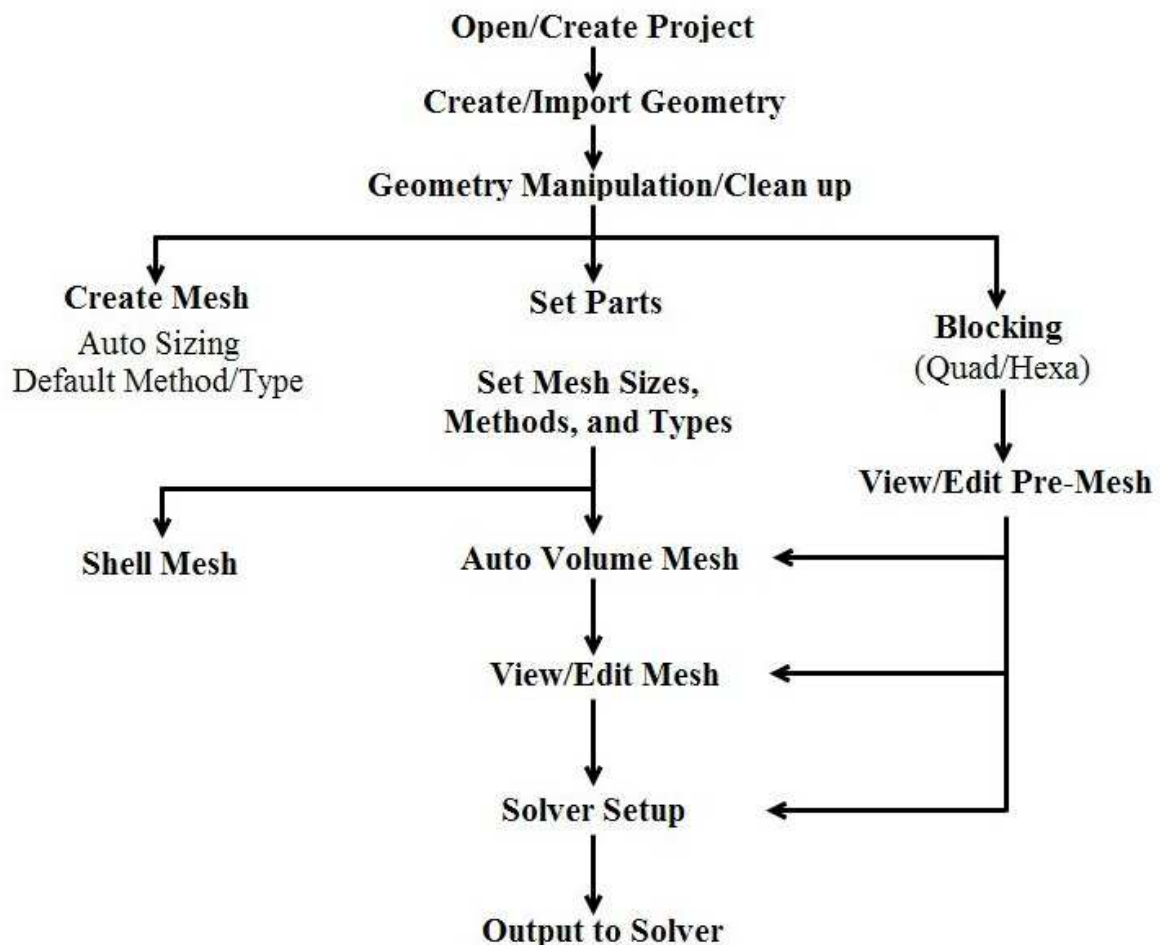 Open/Create Project
Create/Import Geometry
Geometry Manipulation/Clean up
Create Mesh
Auto Sizing
Default Method/Type
Set Parts
Set Mesh Sizes,
Methods, and Types
Blocking
(Quad/Hexa)
View/Edit Pre-Mesh
Shell Mesh
Auto Volume Mesh
View/Edit Mesh
Solver Setup
Output to Solver